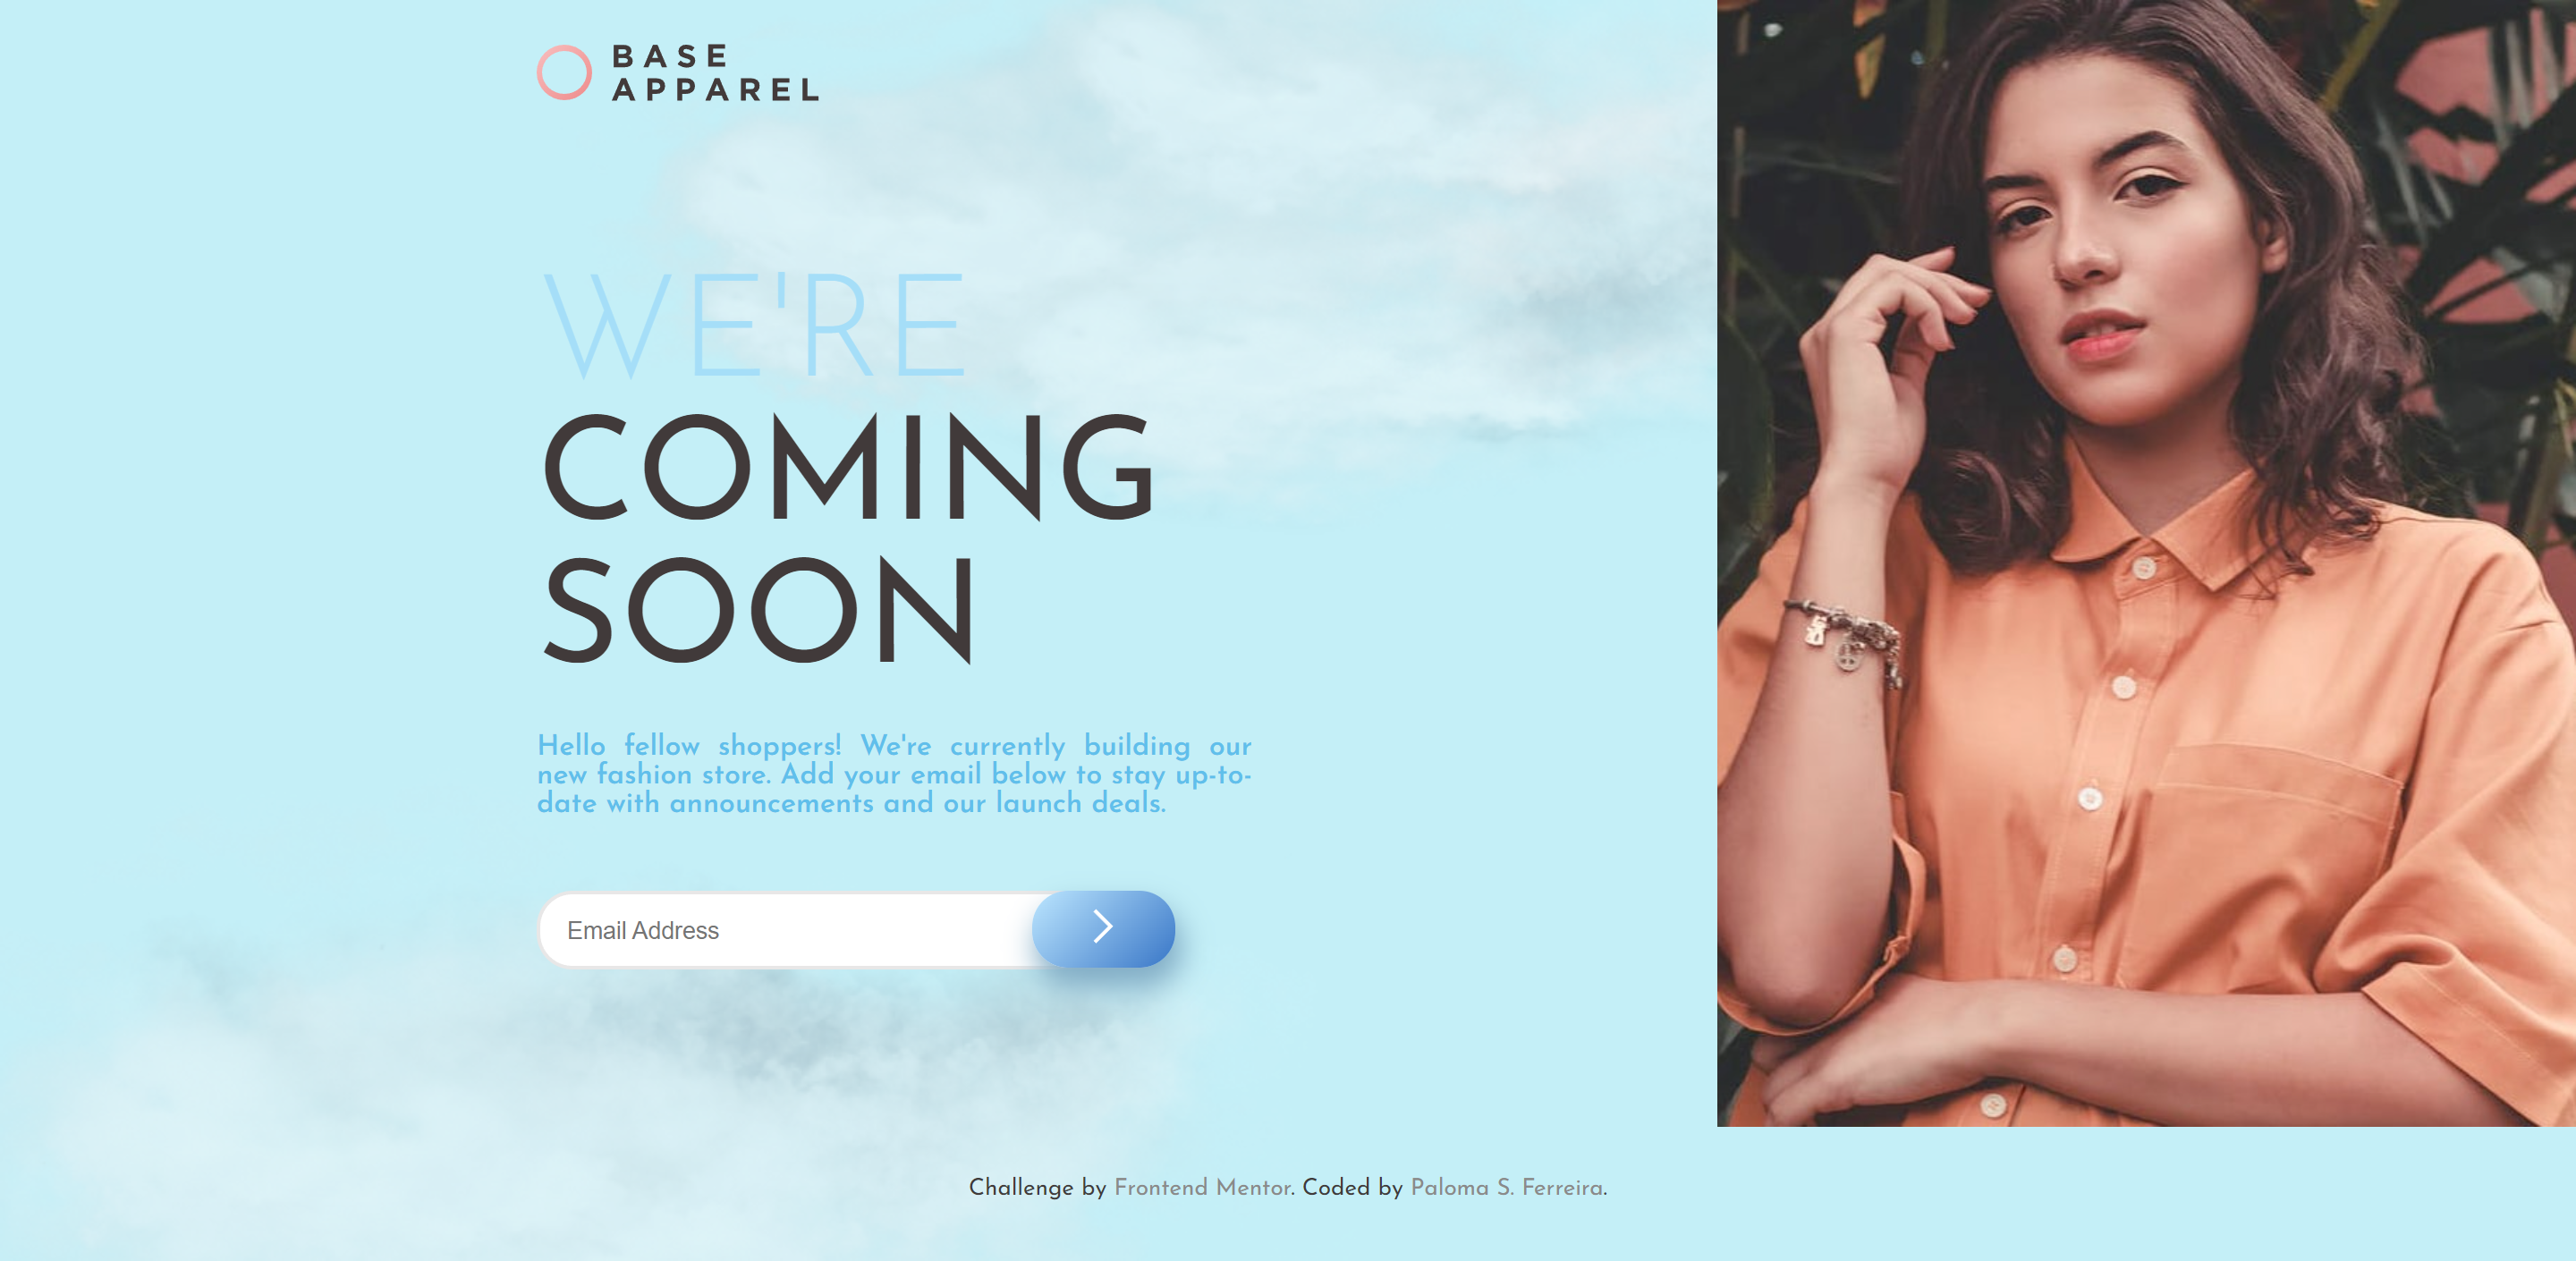 BASE
APPAREL
WE'RE
COMING
SOON
Hello fellow shoppers! We're currently building our
new fashion store. Add your email below to stay up-to-
date with announcements and our launch deals.
Email Address
Challenge by Frontend Mentor. Coded by Paloma S. Ferreira.